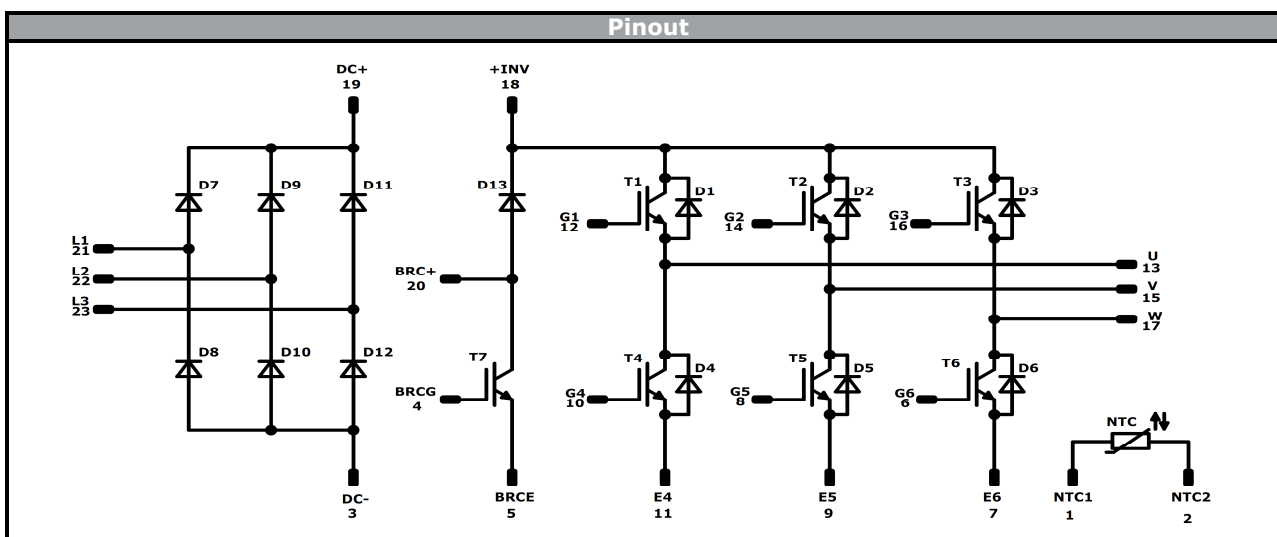 Pinout
DC+
19
+INV
18
D7
D9
D11
D13
T1
D1
T2
D2
T3
D3
G1
12
G2
14
G3
16
L1
21
L2
22
L3
23
BRC+
20
U
13
V
15
W
17
D8
D10
D12
T7
T4
D4
T5
D5
T6
D6
BRCG
4
G4
10
G5
8
G6
6
NTC
DC-
3
BRCE
5
E4
11
E5
9
E6
7
NTC1
1
NTC2
2